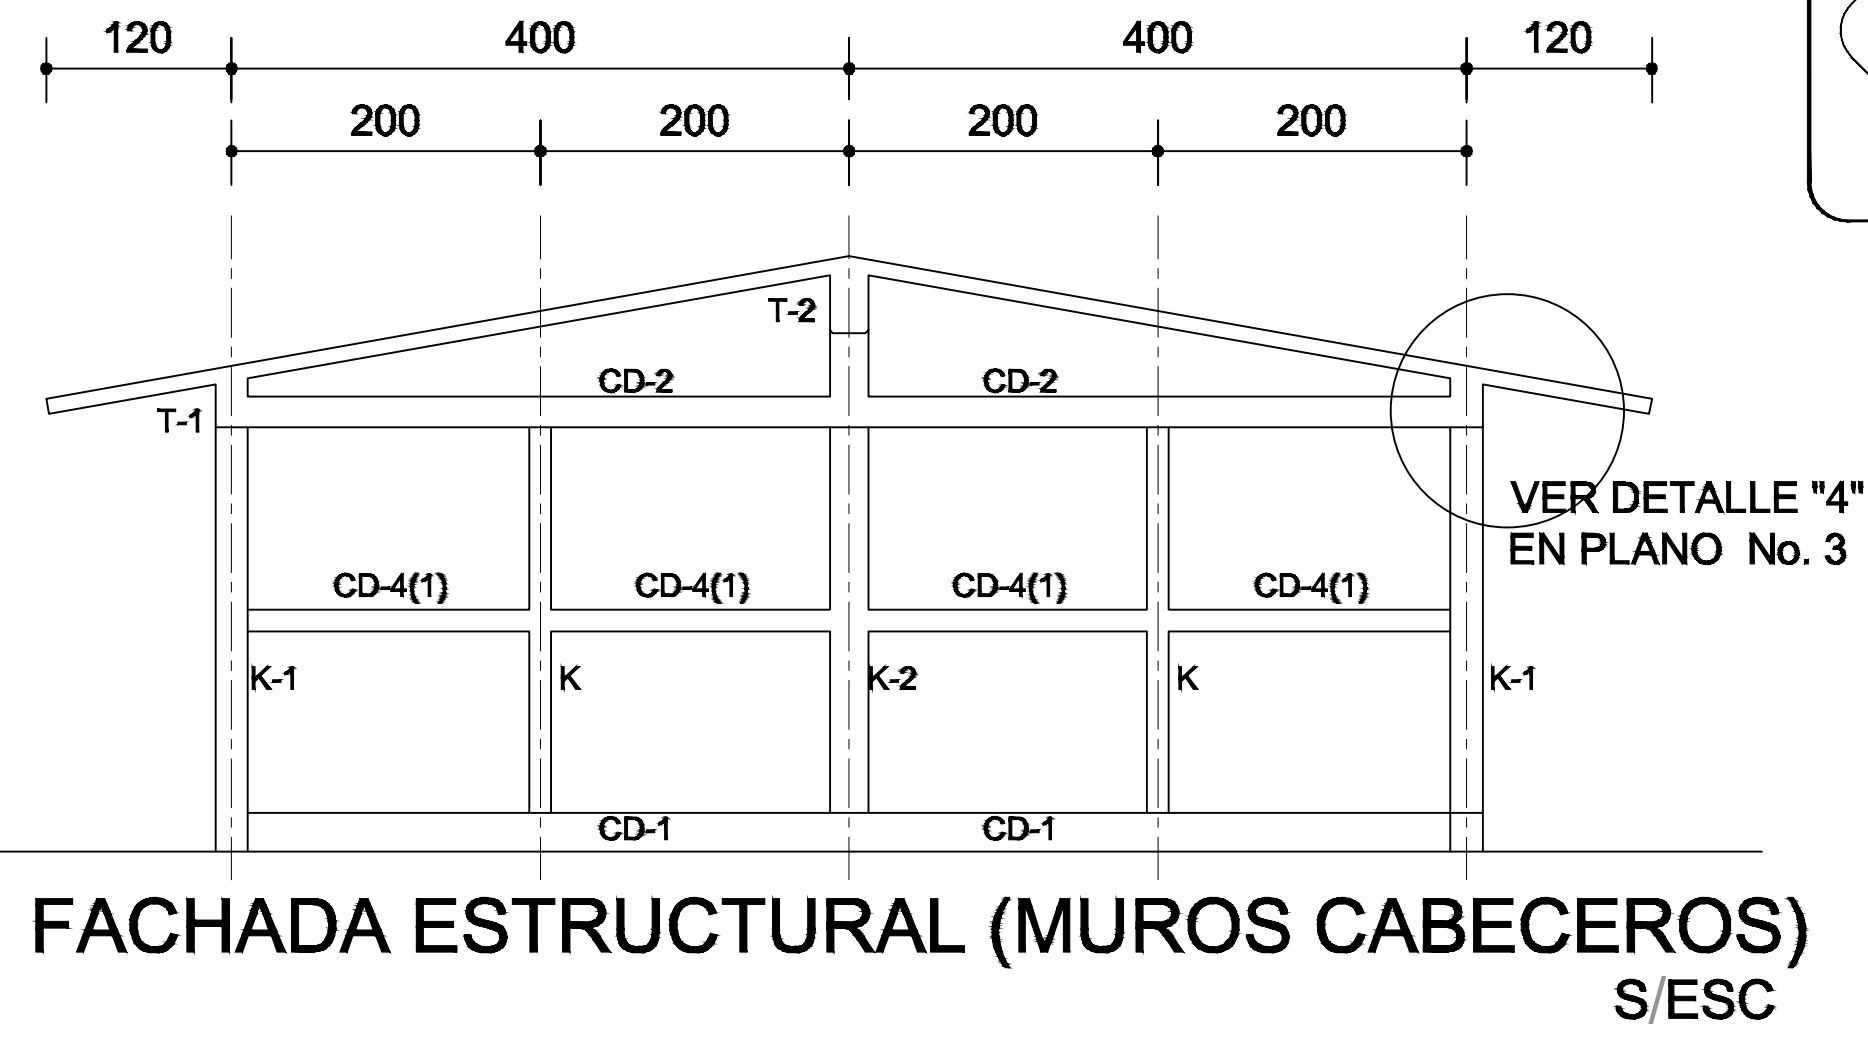 120 400 400 120
200 200 200 200
T-2
CD-2 CD-2
T-1
VER DETALLE "4"
EN PLANO No. 3
CD-4(1) CD-4(1) CD-4(1) CD-4(1)
K-1 K K-2 K K-1
CD-1 CD-1
FACHADA ESTRUCTURAL (MUROS CABECEROS)
S/ESC